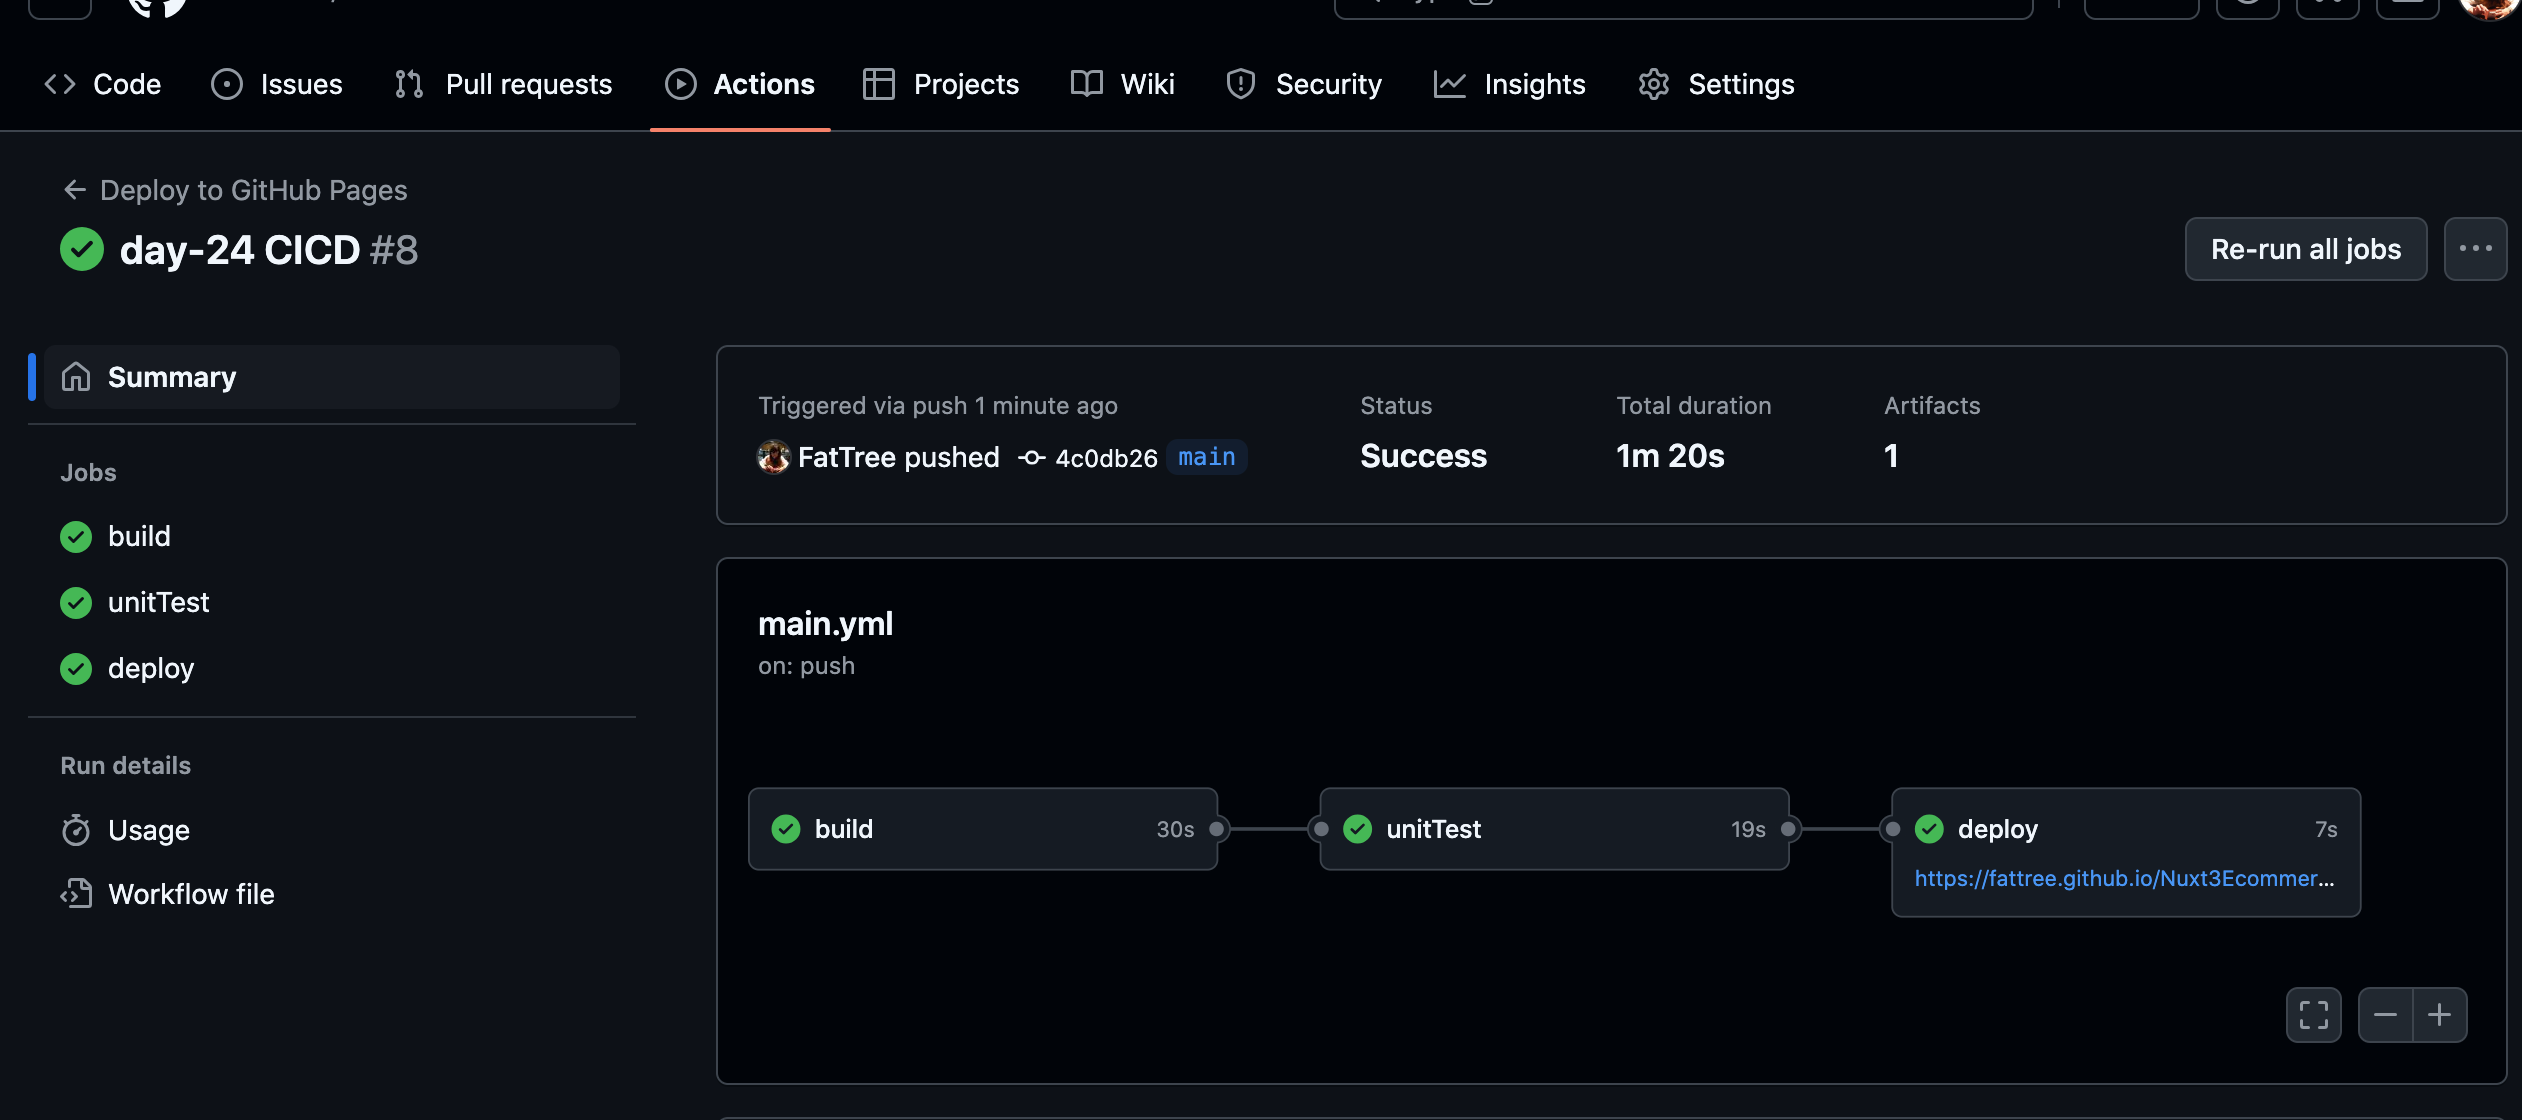 Code Issues Pull requests Actions Projects Wiki Security Insights Settings
Deploy to GitHub Pages
day-24 CICD #8
Re-run all jobs
Summary
Jobs
build
unitTest
deploy
Run details
Usage
Workflow file
Triggered via push 1 minute ago
FatTree pushed 4c0db26 main
Status
Success
Total duration
1m 20s
Artifacts
1
main.yml
on: push
build 30s
unitTest 19s
deploy 7s
https://fattree.github.io/Nuxt3Ecommer...